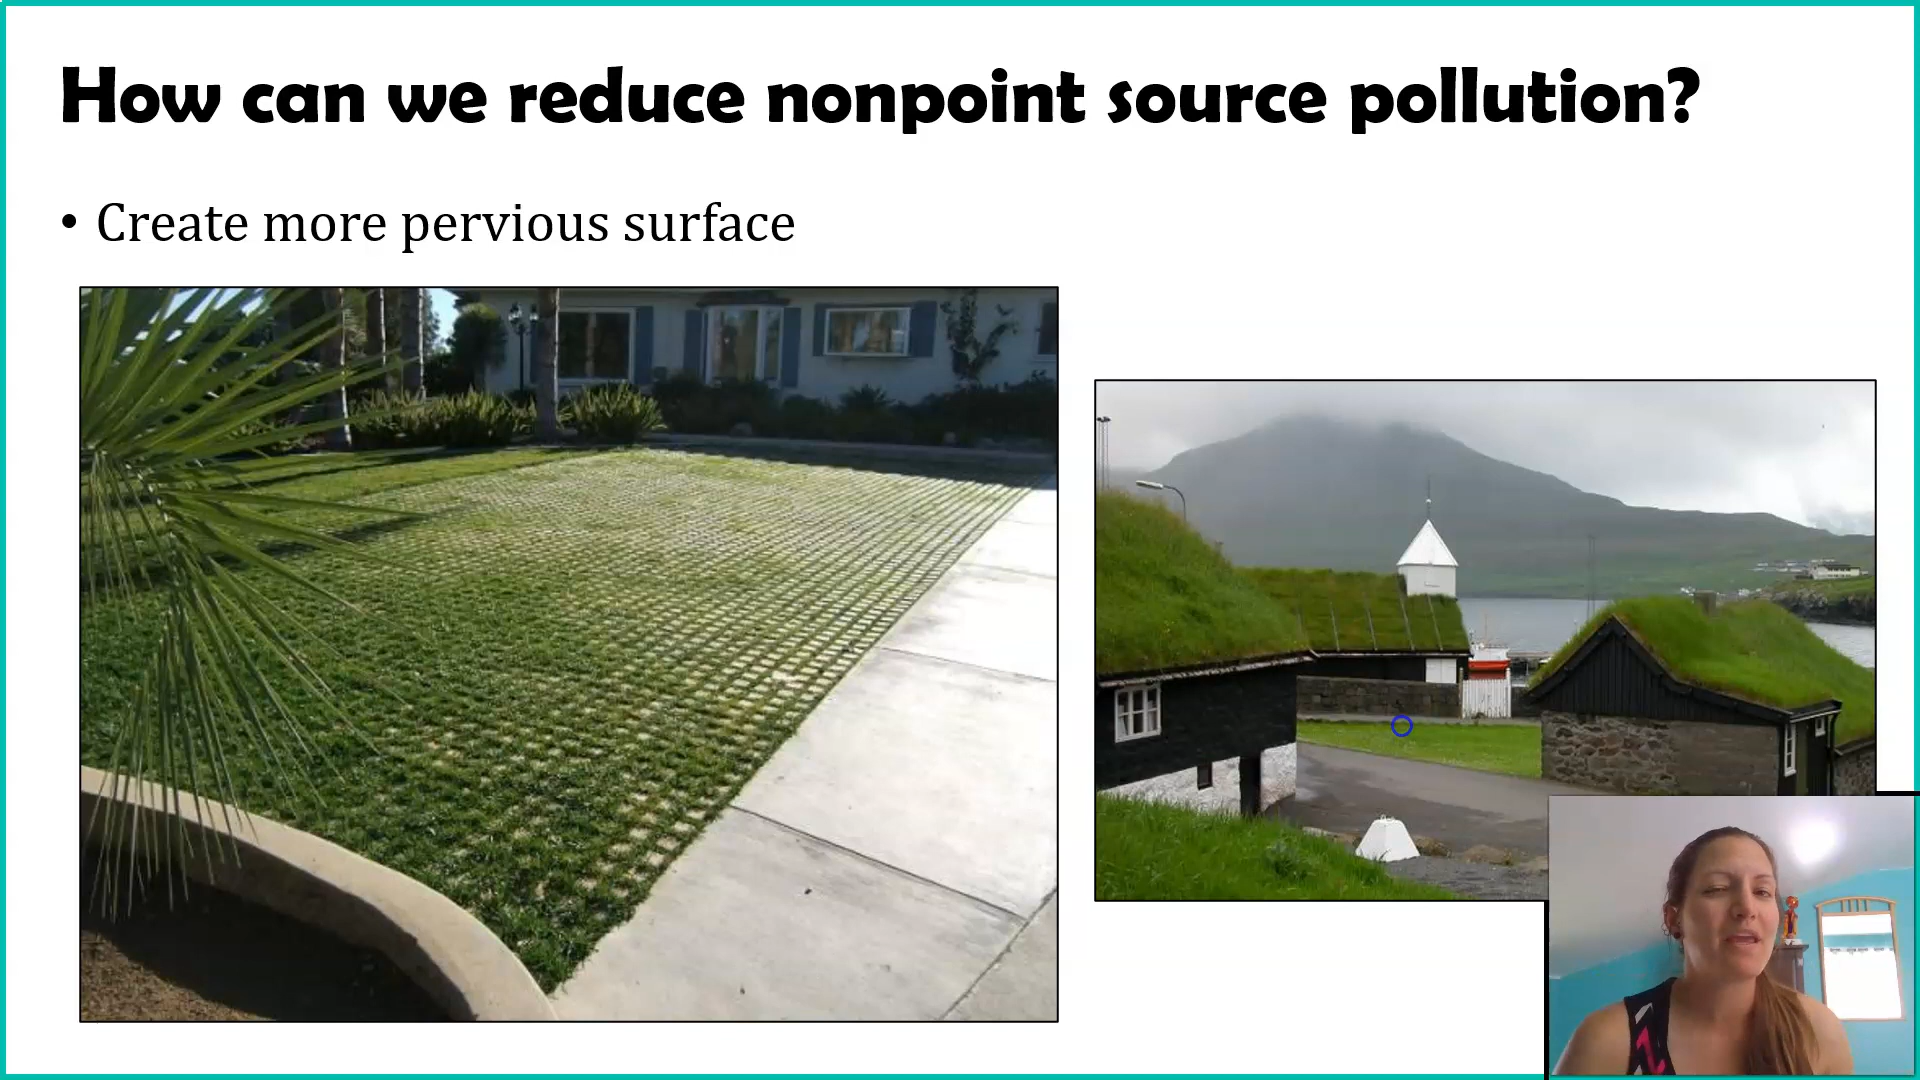 How can we reduce nonpoint source pollution?
• Create more pervious surface